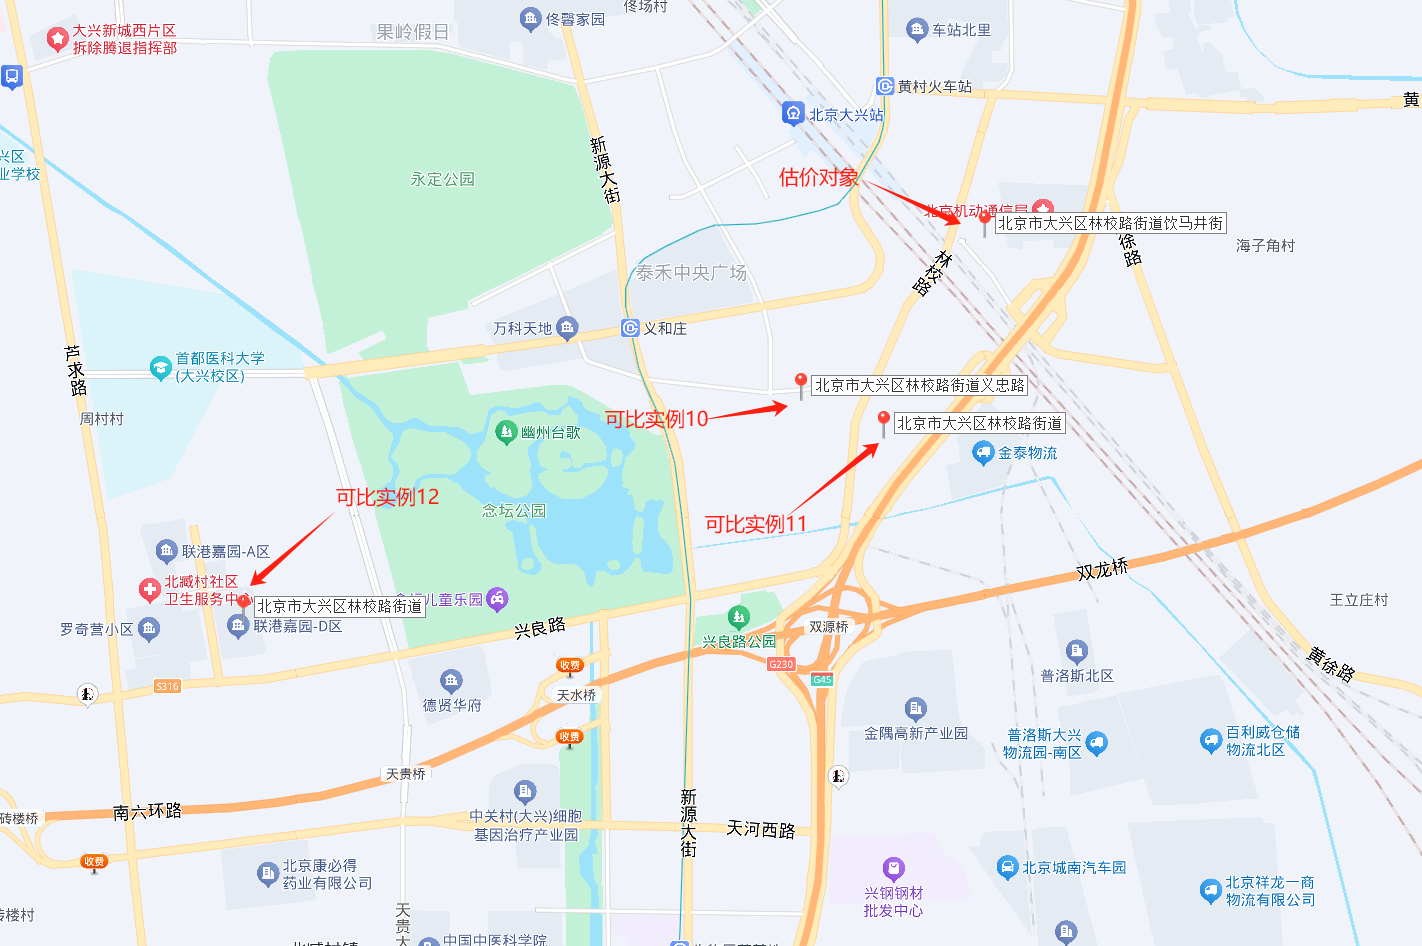 佟场村
佟馨家园
果岭假日
大兴新城西片区
拆除腾退指挥部
车站北里
黄村火车站
黄
北京大兴站
兴区
业学校
新源大街
永定公园
估价对象
北京机动通信局
北京市大兴区林校路街道饮马井街
徐路
海子角村
林校路
泰禾中央广场
万科天地
义和庄
芦求路
首都医科大学
(大兴校区)
周村村
北京市大兴区林校路街道义忠路
可比实例10
北京市大兴区林校路街道
幽州台歌
金泰物流
可比实例12
念坛公园
可比实例11
联港嘉园-A区
双龙桥
北臧村社区
卫生服务中心
北京市大兴区林校路街道
儿童乐园
王立庄村
罗奇营小区
联港嘉园-D区
兴良路
兴良路公园
双源桥
G230
G45
收费
S316
天水桥
德贤华府
普洛斯北区
黄徐路
金隅高新产业园
普洛斯大兴
物流园-南区
百利威仓储
物流北区
收费
天贵桥
南六环路
砖楼桥
中关村(大兴)细胞
基因治疗产业园
新源大街
天河西路
收费
北京康必得
药业有限公司
兴钢钢材
批发中心
北京城南汽车园
北京祥龙一商
物流有限公司
砖楼村
天贵大
中国中医科学院